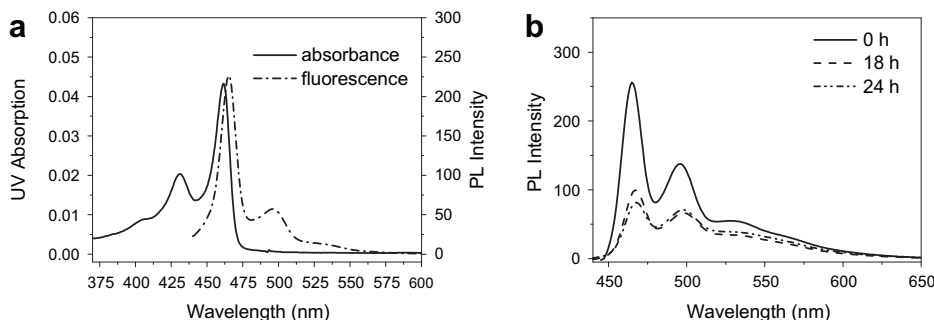 a
0.06
0.05
0.04
0.03
0.02
0.01
0.00
UV Absorption
absorbance
fluorescence
300
250
200
150
100
50
0
PL Intensity
375 400 425 450 475 500 525 550 575 600
Wavelength (nm)
b
300
200
100
0
PL Intensity
0 h
18 h
24 h
450 500 550 600 650
Wavelength (nm)